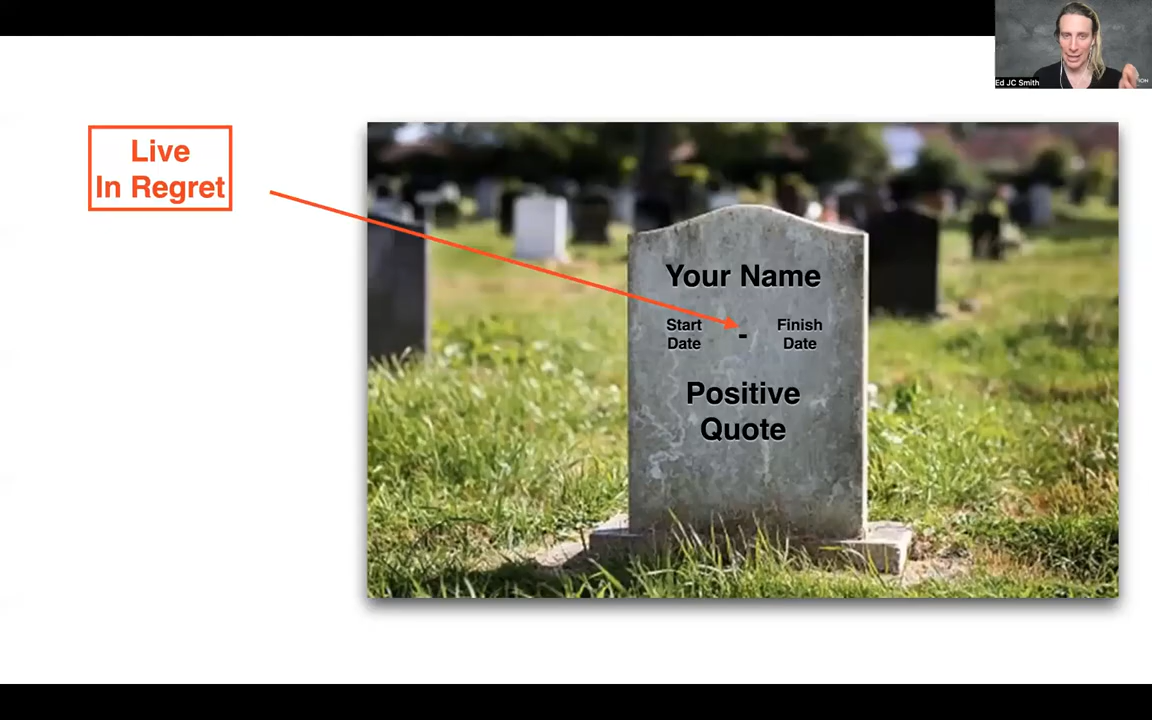 Ed JC Smith
Live
In Regret
Your Name
Start
Date
-
Finish
Date
Positive
Quote